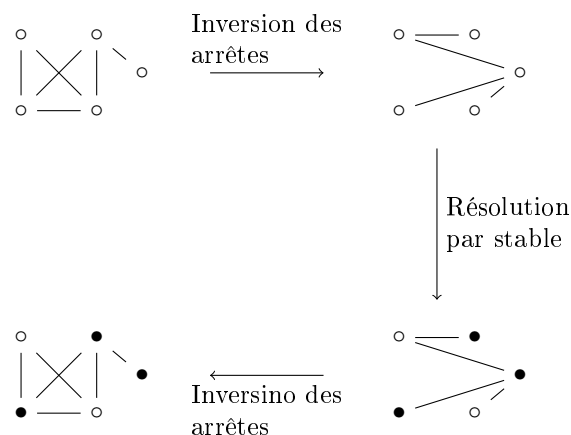 Inversion des
arrêtes
Résolution
par stable
Inversino des
arrêtes